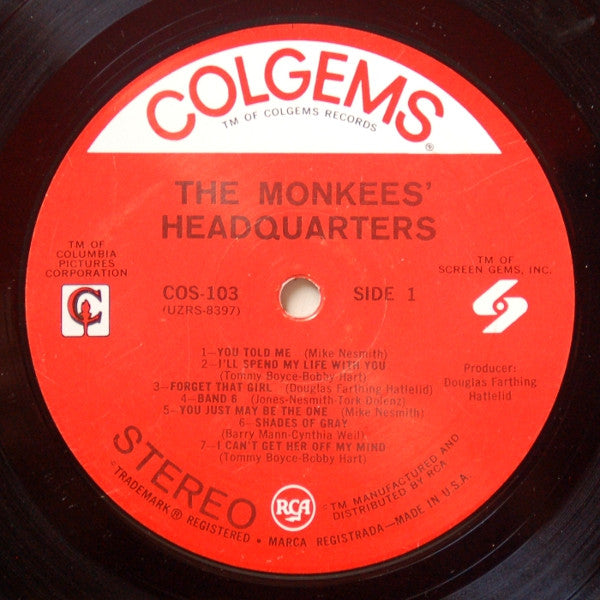 COLGEMS®
TM OF COLGEMS RECORDS
THE MONKEES'
HEADQUARTERS
TM OF
COLUMBIA
PICTURES
CORPORATION
C
TM OF
SCREEN GEMS, INC.
COS-103
(UZRS-8397)
SIDE 1
1—YOU TOLD ME (Mike Nesmith)
2—I'LL SPEND MY LIFE WITH YOU
(Tommy Boyce-Bobby Hart)
3—FORGET THAT GIRL (Douglas Farthing Hatlelid)
4—BAND 6 (Jones-Nesmith-Tork-Dolenz)
5—YOU JUST MAY BE THE ONE (Mike Nesmith)
6—SHADES OF GRAY
(Barry Mann-Cynthia Weil)
7—I CAN'T GET HER OFF MY MIND
(Tommy Boyce-Bobby Hart)
Producer:
Douglas Farthing
Hatlelid
STEREO
RCA
TM MANUFACTURED AND
DISTRIBUTED BY RCA
TRADEMARK ® REGISTERED • MARCA REGISTRADA—MADE IN U.S.A.